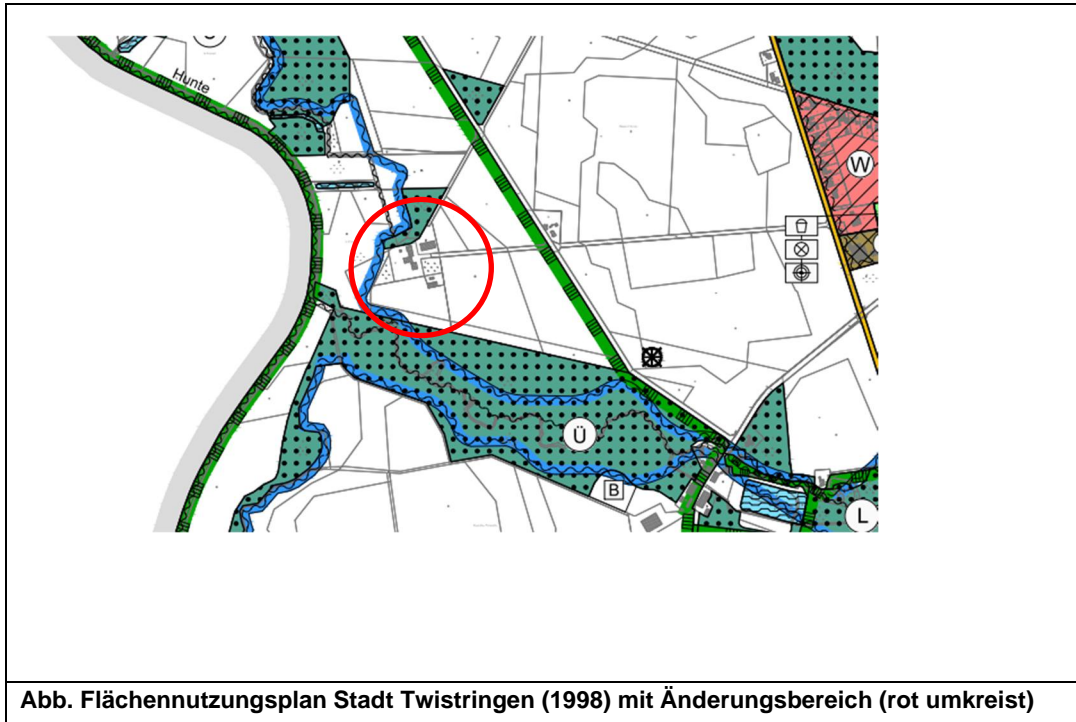 Hunte
W
Ü
B
L
Abb. Flächennutzungsplan Stadt Twistringen (1998) mit Änderungsbereich (rot umkreist)